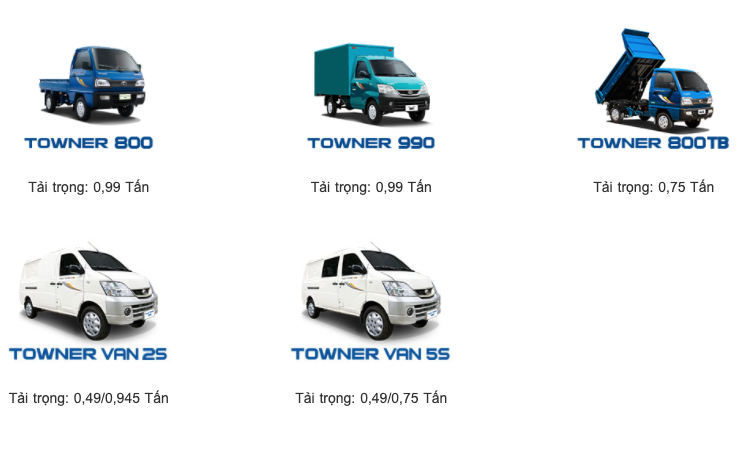 TOWNER 800
TOWNER 990
TOWNER 800TB
Tải trọng: 0,99 Tấn
Tải trọng: 0,99 Tấn
Tải trọng: 0,75 Tấn
TOWNER VAN 2S
TOWNER VAN 5S
Tải trọng: 0,49/0,945 Tấn
Tải trọng: 0,49/0,75 Tấn